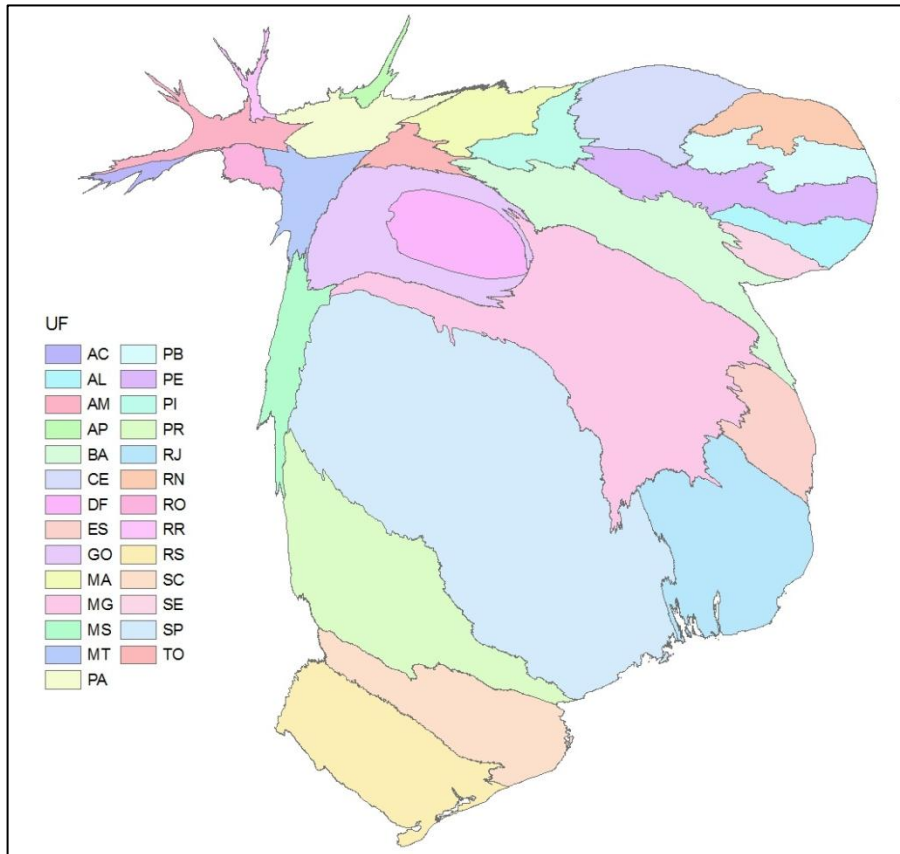 UF
AC PB
AL PE
AM PI
AP PR
BA RJ
CE RN
DF RO
ES RR
GO RS
MA SC
MG SE
MS SP
MT TO
PA